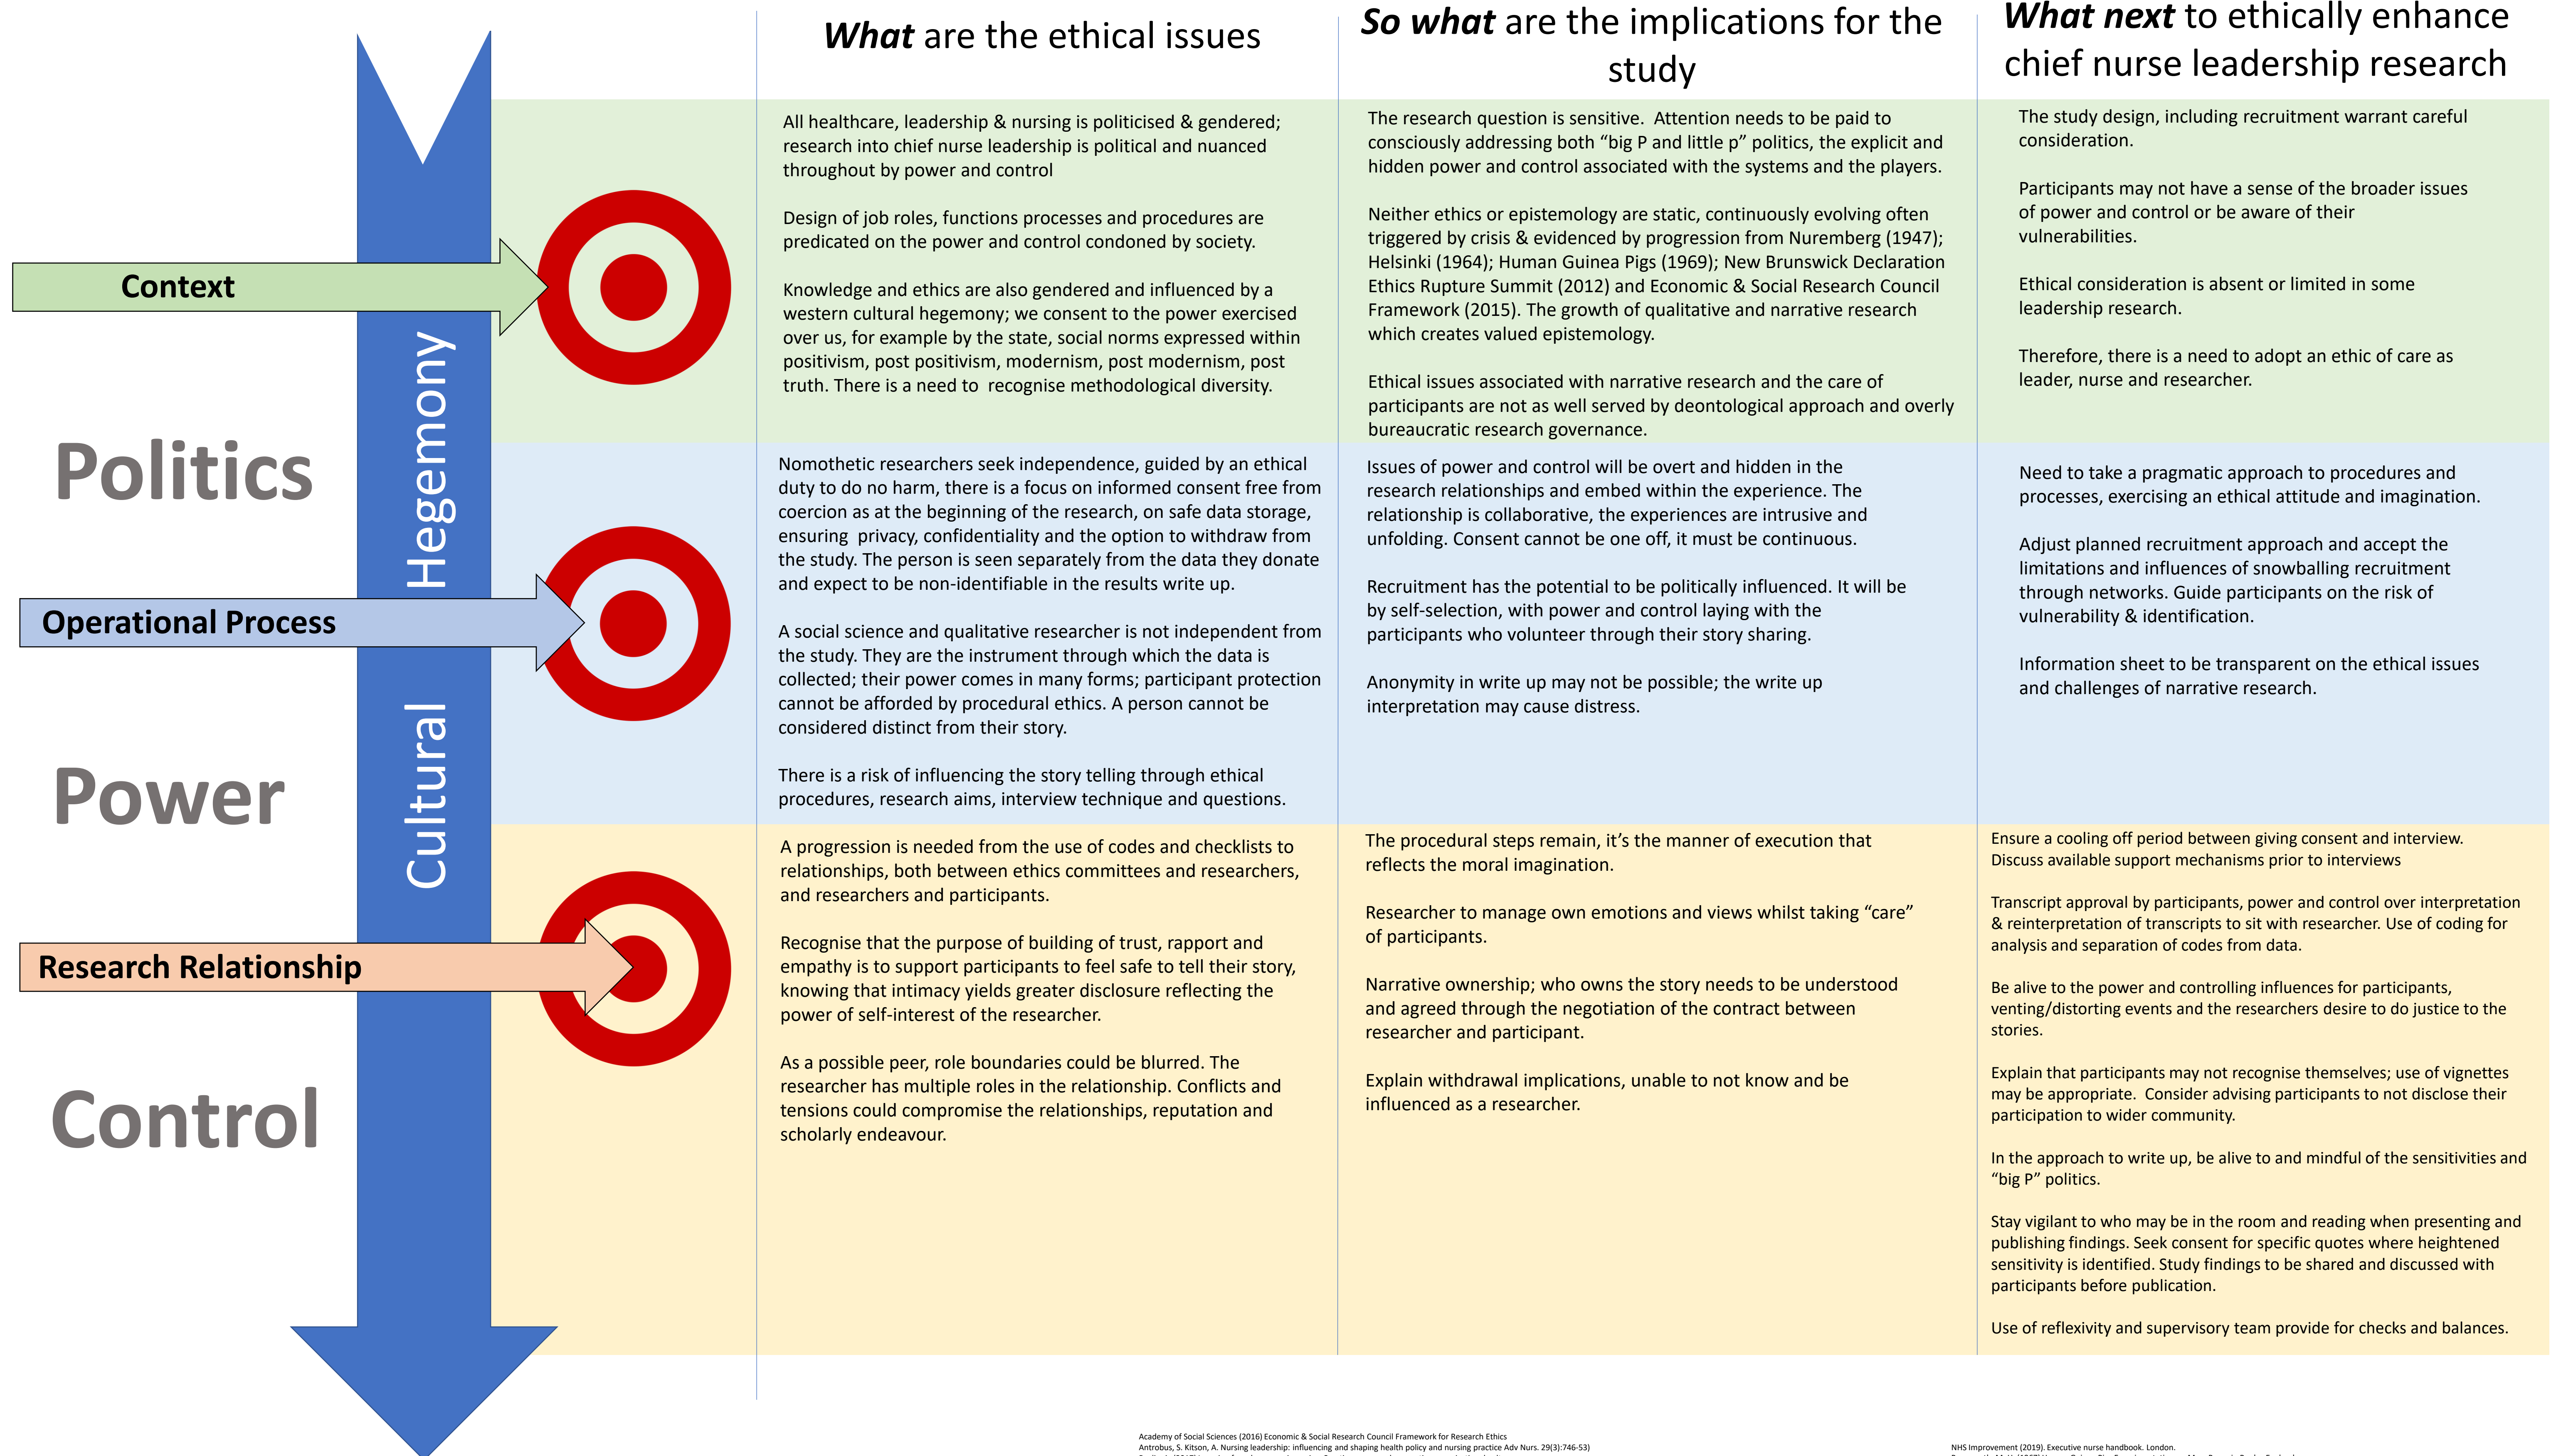 What are the ethical issues
So what are the implications for the
study
What next to ethically enhance
chief nurse leadership research
Context
Politics
Operational Process
Power
Research Relationship
Control
Cultural Hegemony
All healthcare, leadership & nursing is politicised & gendered;
research into chief nurse leadership is political and nuanced
throughout by power and control
Design of job roles, functions processes and procedures are
predicated on the power and control condoned by society.
Knowledge and ethics are also gendered and influenced by a
western cultural hegemony; we consent to the power exercised
over us, for example by the state, social norms expressed within
positivism, post positivism, modernism, post modernism, post
truth. There is a need to  recognise methodological diversity.
The research question is sensitive.  Attention needs to be paid to
consciously addressing both “big P and little p” politics, the explicit and
hidden power and control associated with the systems and the players.
Neither ethics or epistemology are static, continuously evolving often
triggered by crisis & evidenced by progression from Nuremberg (1947);
Helsinki (1964); Human Guinea Pigs (1969); New Brunswick Declaration
Ethics Rupture Summit (2012) and Economic & Social Research Council
Framework (2015). The growth of qualitative and narrative research
which creates valued epistemology.
Ethical issues associated with narrative research and the care of
participants are not as well served by deontological approach and overly
bureaucratic research governance.
The study design, including recruitment warrant careful
consideration.
Participants may not have a sense of the broader issues
of power and control or be aware of their
vulnerabilities.
Ethical consideration is absent or limited in some
leadership research.
Therefore, there is a need to adopt an ethic of care as
leader, nurse and researcher.
Nomothetic researchers seek independence, guided by an ethical
duty to do no harm, there is a focus on informed consent free from
coercion as at the beginning of the research, on safe data storage,
ensuring  privacy, confidentiality and the option to withdraw from
the study. The person is seen separately from the data they donate
and expect to be non-identifiable in the results write up.
A social science and qualitative researcher is not independent from
the study. They are the instrument through which the data is
collected; their power comes in many forms; participant protection
cannot be afforded by procedural ethics. A person cannot be
considered distinct from their story.
There is a risk of influencing the story telling through ethical
procedures, research aims, interview technique and questions.
Issues of power and control will be overt and hidden in the
research relationships and embed within the experience. The
relationship is collaborative, the experiences are intrusive and
unfolding. Consent cannot be one off, it must be continuous.
Recruitment has the potential to be politically influenced. It will be
by self-selection, with power and control laying with the
participants who volunteer through their story sharing.
Anonymity in write up may not be possible; the write up
interpretation may cause distress.
Need to take a pragmatic approach to procedures and
processes, exercising an ethical attitude and imagination.
Adjust planned recruitment approach and accept the
limitations and influences of snowballing recruitment
through networks. Guide participants on the risk of
vulnerability & identification.
Information sheet to be transparent on the ethical issues
and challenges of narrative research.
A progression is needed from the use of codes and checklists to
relationships, both between ethics committees and researchers,
and researchers and participants.
Recognise that the purpose of building of trust, rapport and
empathy is to support participants to feel safe to tell their story,
knowing that intimacy yields greater disclosure reflecting the
power of self-interest of the researcher.
As a possible peer, role boundaries could be blurred. The
researcher has multiple roles in the relationship. Conflicts and
tensions could compromise the relationships, reputation and
scholarly endeavour.
The procedural steps remain, it’s the manner of execution that
reflects the moral imagination.
Researcher to manage own emotions and views whilst taking “care”
of participants.
Narrative ownership; who owns the story needs to be understood
and agreed through the negotiation of the contract between
researcher and participant.
Explain withdrawal implications, unable to not know and be
influenced as a researcher.
Ensure a cooling off period between giving consent and interview.
Discuss available support mechanisms prior to interviews
Transcript approval by participants, power and control over interpretation
& reinterpretation of transcripts to sit with researcher. Use of coding for
analysis and separation of codes from data.
Be alive to the power and controlling influences for participants,
venting/distorting events and the researchers desire to do justice to the
stories.
Explain that participants may not recognise themselves; use of vignettes
may be appropriate.  Consider advising participants to not disclose their
participation to wider community.
In the approach to write up, be alive to and mindful of the sensitivities and
“big P” politics.
Stay vigilant to who may be in the room and reading when presenting and
publishing findings. Seek consent for specific quotes where heightened
sensitivity is identified. Study findings to be shared and discussed with
participants before publication.
Use of reflexivity and supervisory team provide for checks and balances.
Academy of Social Sciences (2016) Economic & Social Research Council Framework for Research Ethics
Antrobus, S. Kitson, A. Nursing leadership: influencing and shaping health policy and nursing practice Adv Nurs. 29(3):746-53)
NHS Improvement (2019). Executive nurse handbook. London.